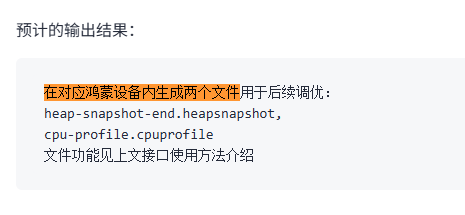 预计的输出结果：
在对应鸿蒙设备内生成两个文件用于后续调优：
heap-snapshot-end.heapsnapshot,
cpu-profile.cpuprofile
文件功能见上文接口使用方法介绍